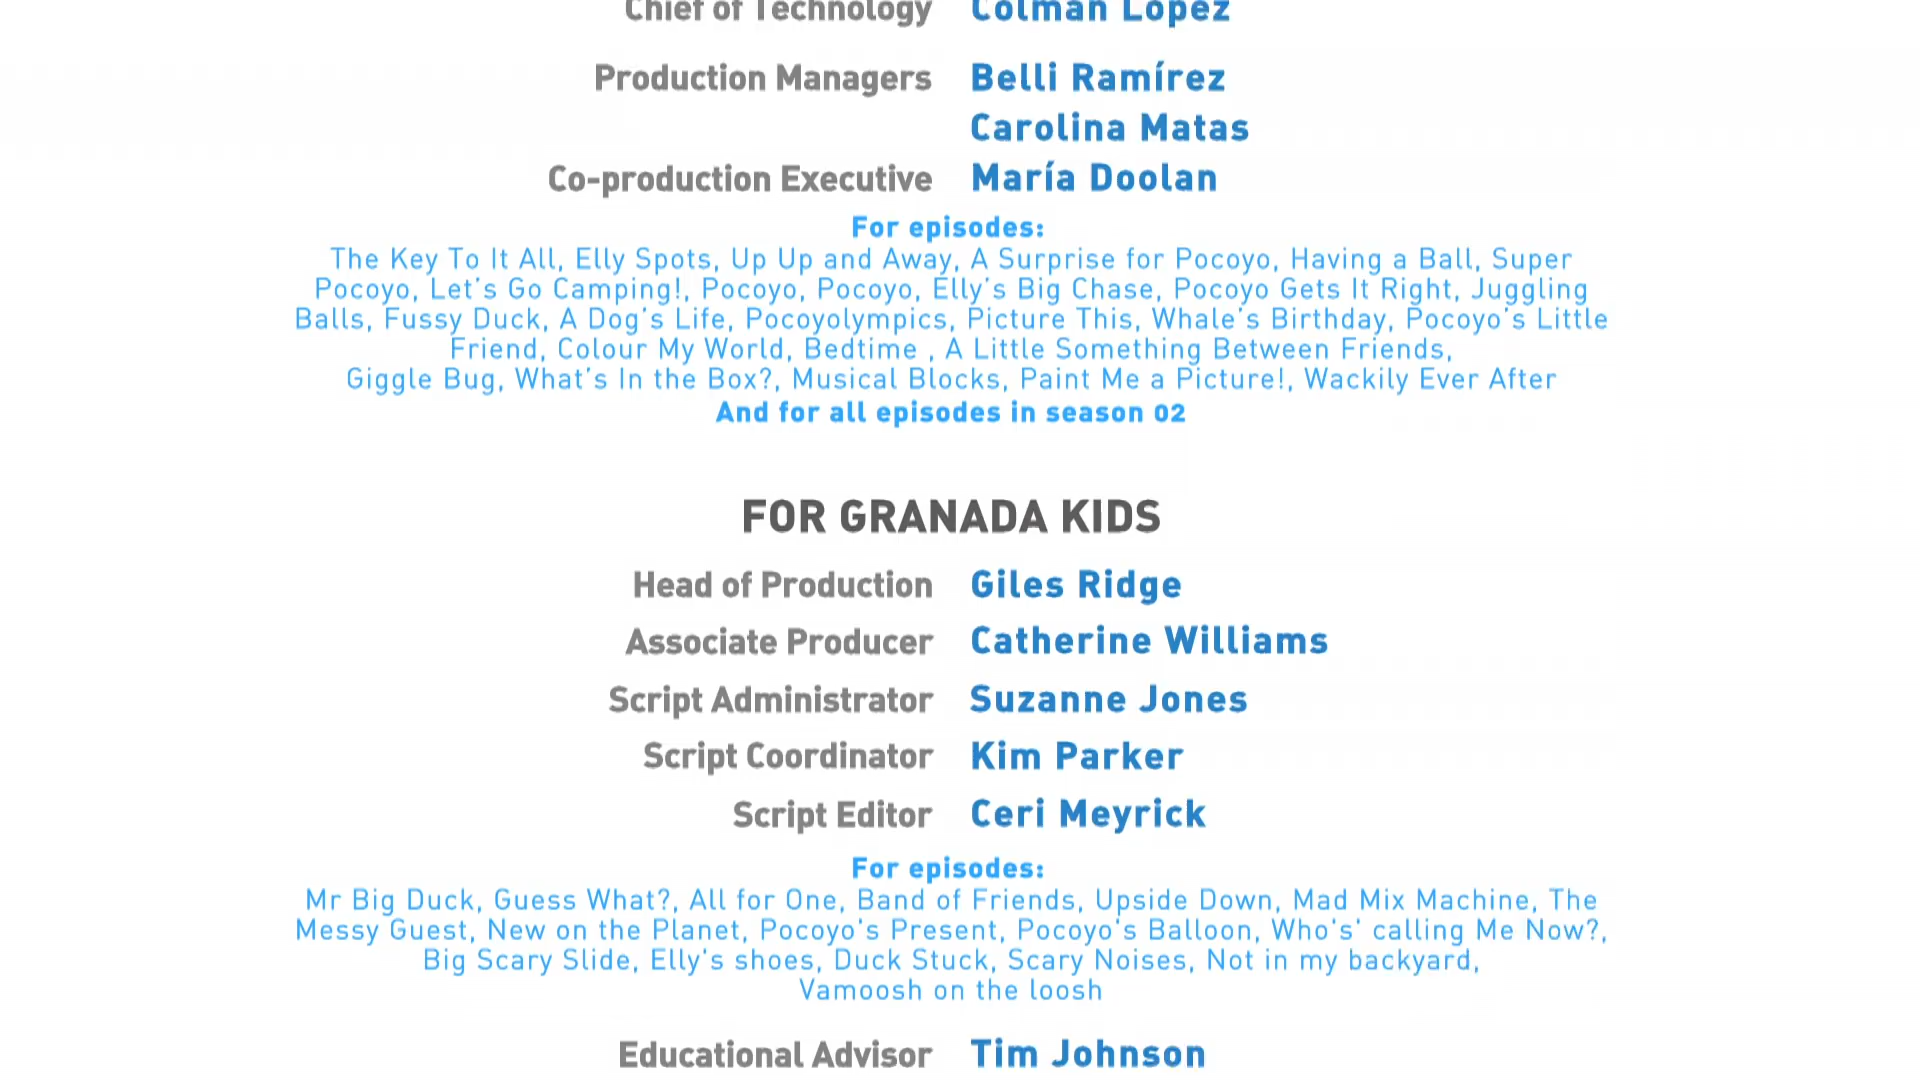 Chief of Technology Colman López
Production Managers Belli Ramírez
Carolina Matas
Co-production Executive María Doolan
For episodes:
The Key To It All, Elly Spots, Up Up and Away, A Surprise for Pocoyo, Having a Ball, Super
Pocoyo, Let's Go Camping!, Pocoyo, Pocoyo, Elly's Big Chase, Pocoyo Gets It Right, Juggling
Balls, Fussy Duck, A Dog's Life, Pocoyolympics, Picture This, Whale's Birthday, Pocoyo's Little
Friend, Colour My World, Bedtime , A Little Something Between Friends,
Giggle Bug, What's In the Box?, Musical Blocks, Paint Me a Picture!, Wackily Ever After
And for all episodes in season 02
FOR GRANADA KIDS
Head of Production Giles Ridge
Associate Producer Catherine Williams
Script Administrator Suzanne Jones
Script Coordinator Kim Parker
Script Editor Ceri Meyrick
For episodes:
Mr Big Duck, Guess What?, All for One, Band of Friends, Upside Down, Mad Mix Machine, The
Messy Guest, New on the Planet, Pocoyo's Present, Pocoyo's Balloon, Who's' calling Me Now?,
Big Scary Slide, Elly's shoes, Duck Stuck, Scary Noises, Not in my backyard,
Vamoosh on the loosh
Educational Advisor Tim Johnson